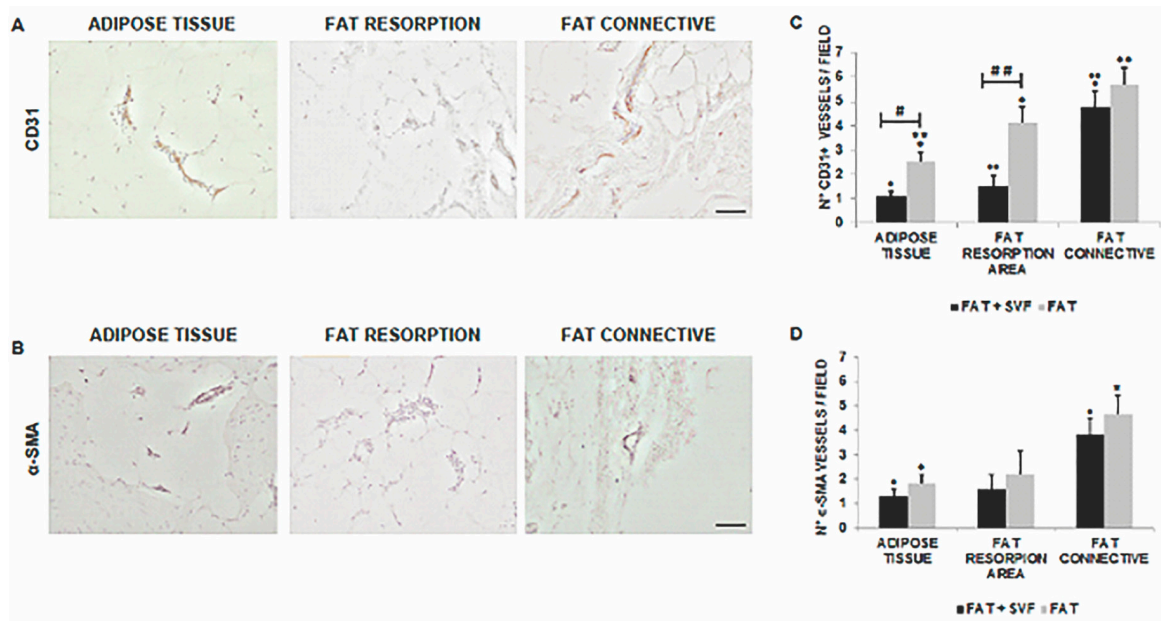 A
ADIPOSE TISSUE
FAT RESORPTION
FAT CONNECTIVE
CD31
C
N° CD31+ VESSELS / FIELD
7
6
5
4
3
2
1
0
#
##
ADIPOSE
TISSUE
FAT
RESORPTION
AREA
FAT
CONNECTIVE
FAT + SVF
FAT
B
ADIPOSE TISSUE
FAT RESORPTION
FAT CONNECTIVE
α-SMA
D
N° α-SMA VESSELS / FIELD
7
6
5
4
3
2
1
0
ADIPOSE
TISSUE
FAT
RESORPION
AREA
FAT
CONNECTIVE
FAT + SVF
FAT